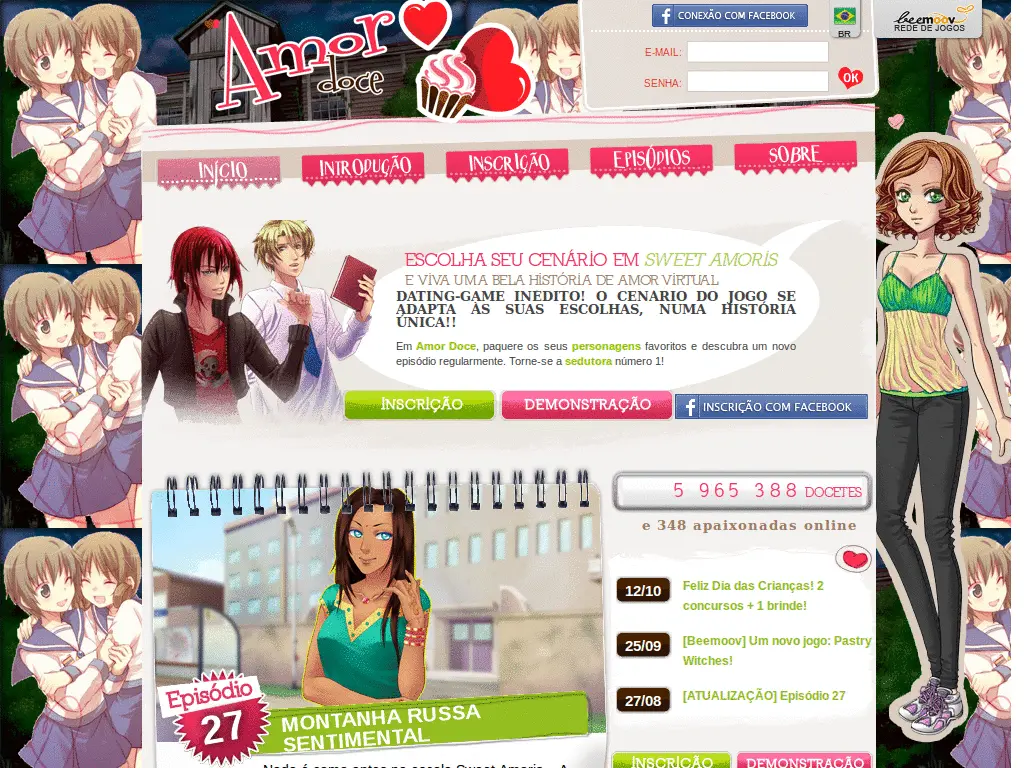 Amor
doce
CONEXÃO COM FACEBOOK
BR
beemoov
REDE DE JOGOS
E-MAIL:
SENHA:
OK
INÍCIO
INTRODUÇÃO
INSCRIÇÃO
EPISÓDIOS
SOBRE
ESCOLHA SEU CENÁRIO EM SWEET AMORIS
E VIVA UMA BELA HISTÓRIA DE AMOR VIRTUAL
DATING-GAME INEDITO! O CENARIO DO JOGO SE
ADAPTA AS SUAS ESCOLHAS, NUMA HISTÓRIA
ÚNICA!!
Em Amor Doce, paquere os seus personagens favoritos e descubra um novo
episódio regularmente. Torne-se a sedutora número 1!
INSCRIÇÃO
DEMONSTRAÇÃO
INSCRIÇÃO COM FACEBOOK
5 965 388 DOCETES
e 348 apaixonadas online
12/10
Feliz Dia das Crianças! 2
concursos + 1 brinde!
25/09
[Beemoov] Um novo jogo: Pastry
Witches!
27/08
[ATUALIZAÇÃO] Episódio 27
Episódio
27
MONTANHA RUSSA
SENTIMENTAL
INSCRIÇÃO
DEMONSTRAÇÃO